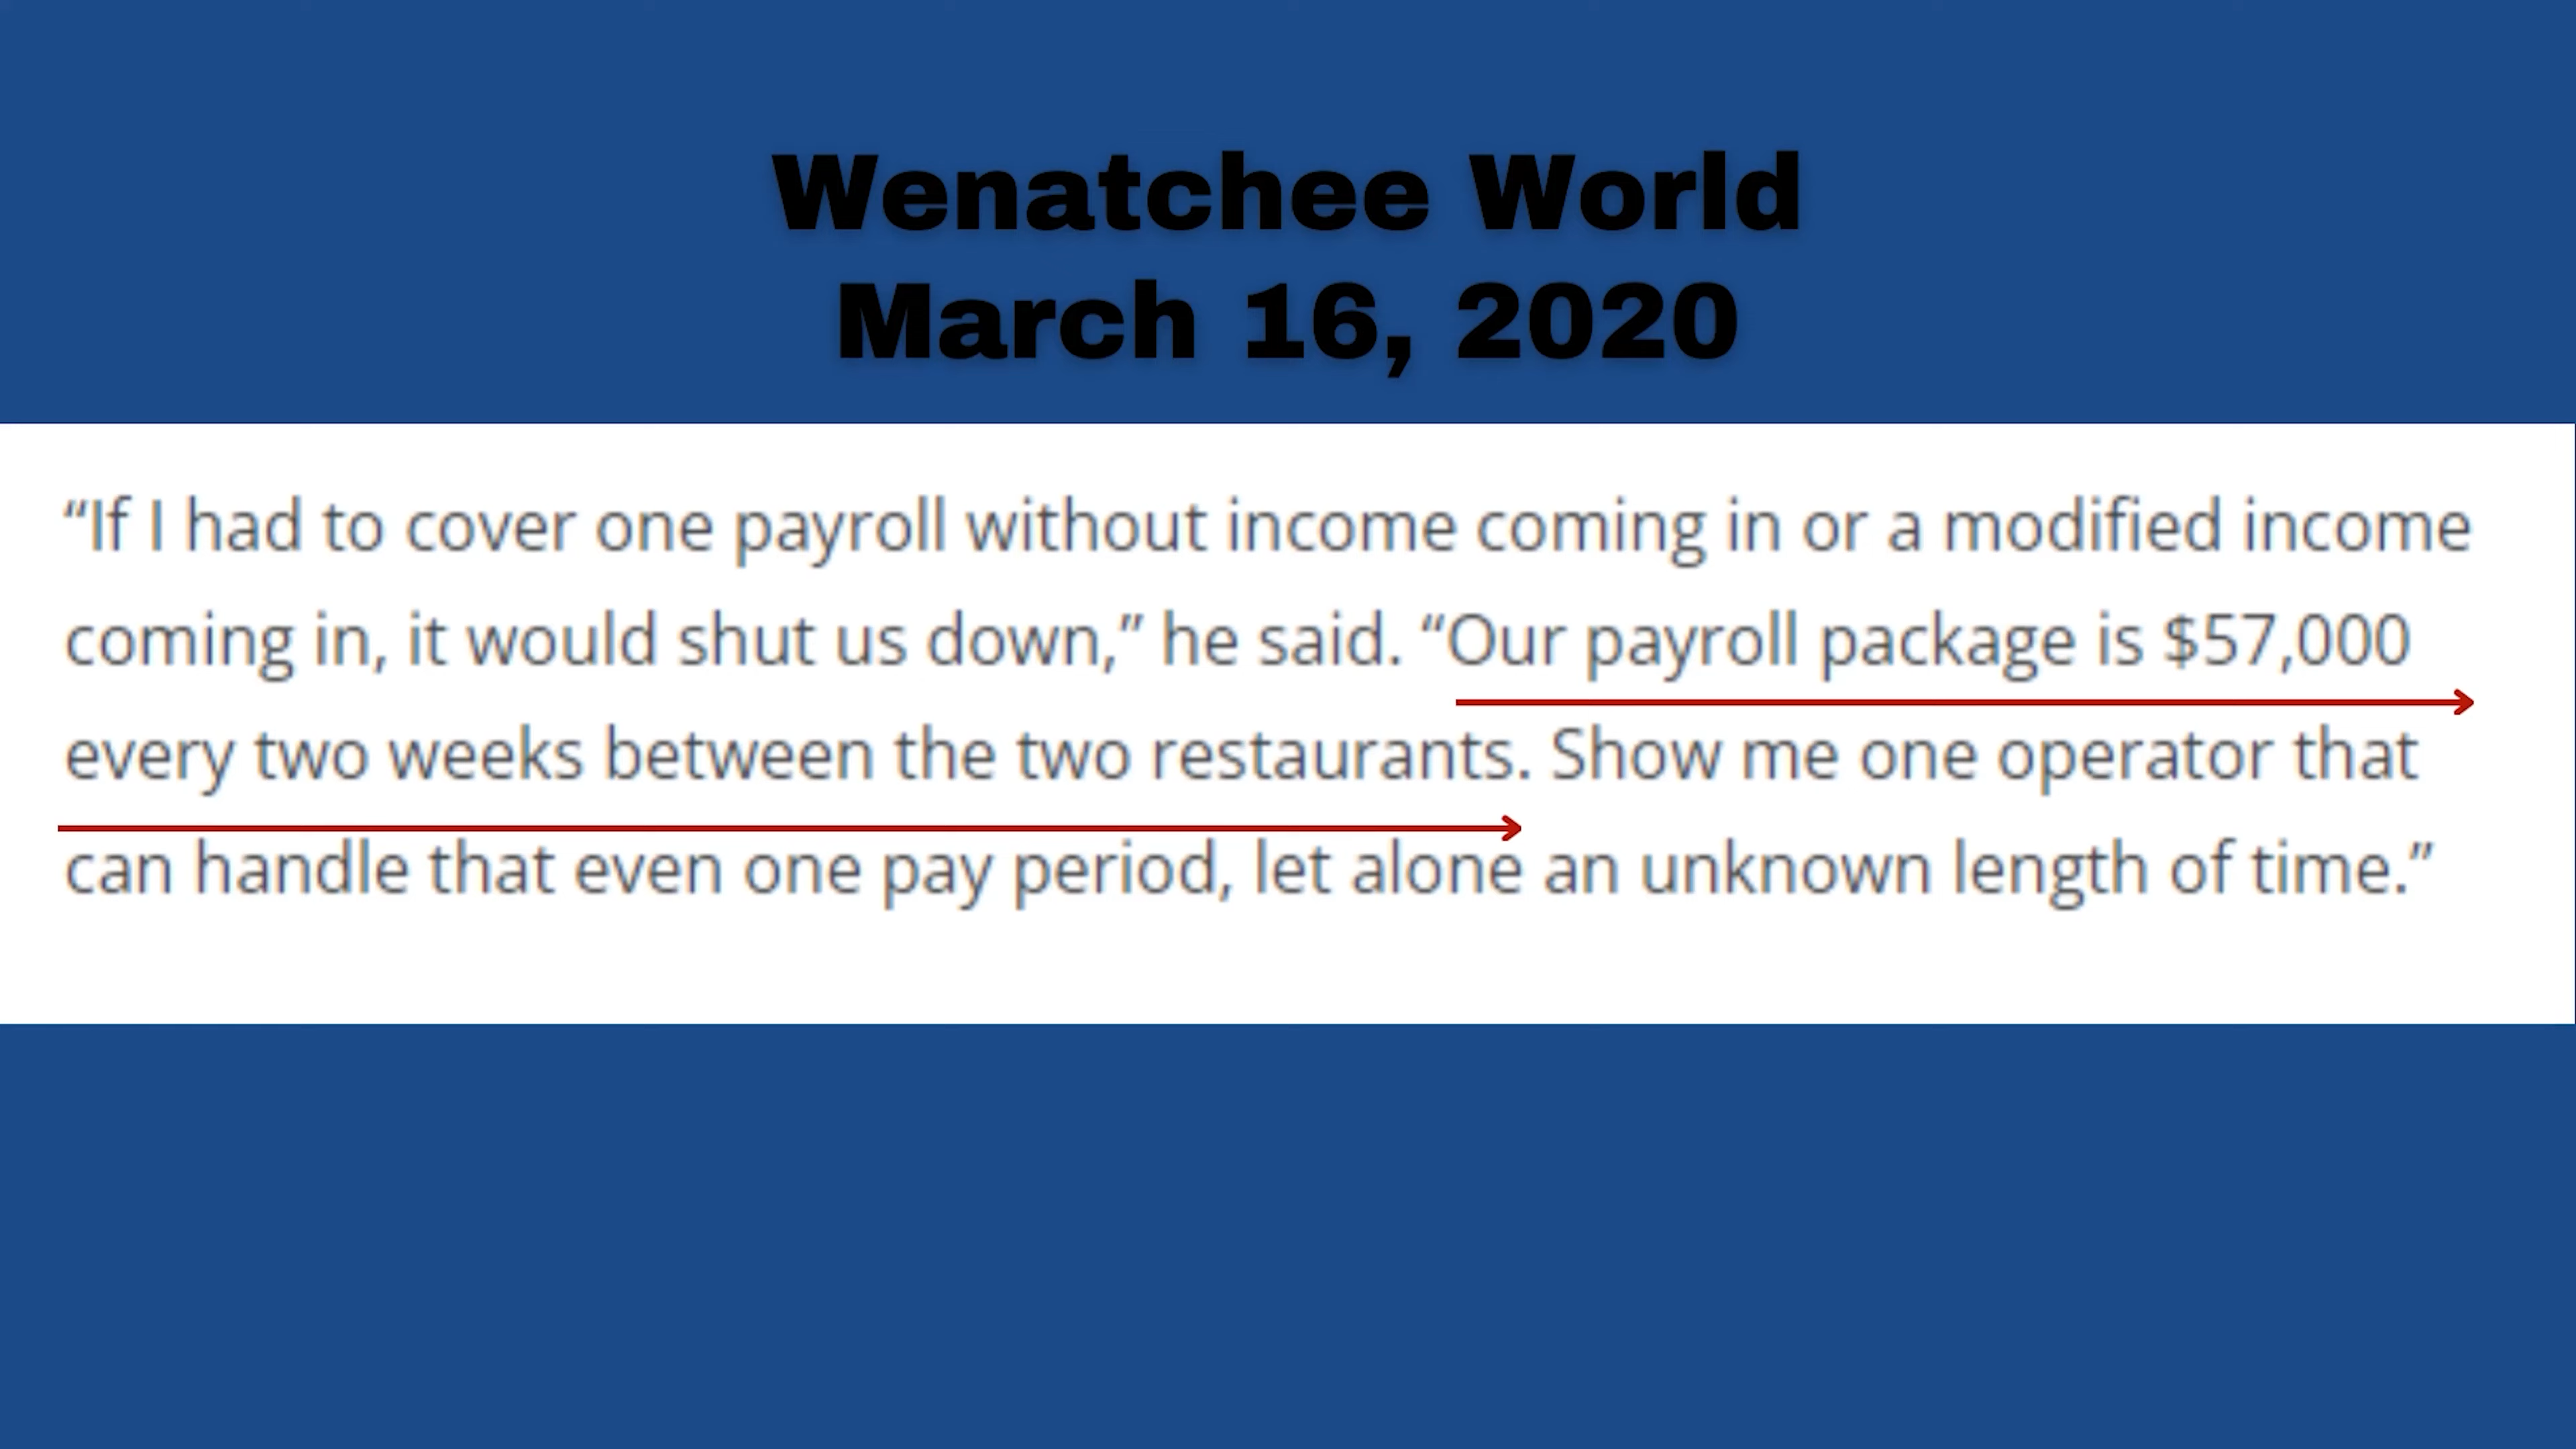 Wenatchee World
March 16, 2020
“If I had to cover one payroll without income coming in or a modified income
coming in, it would shut us down,” he said. “Our payroll package is $57,000
every two weeks between the two restaurants. Show me one operator that
can handle that even one pay period, let alone an unknown length of time.”